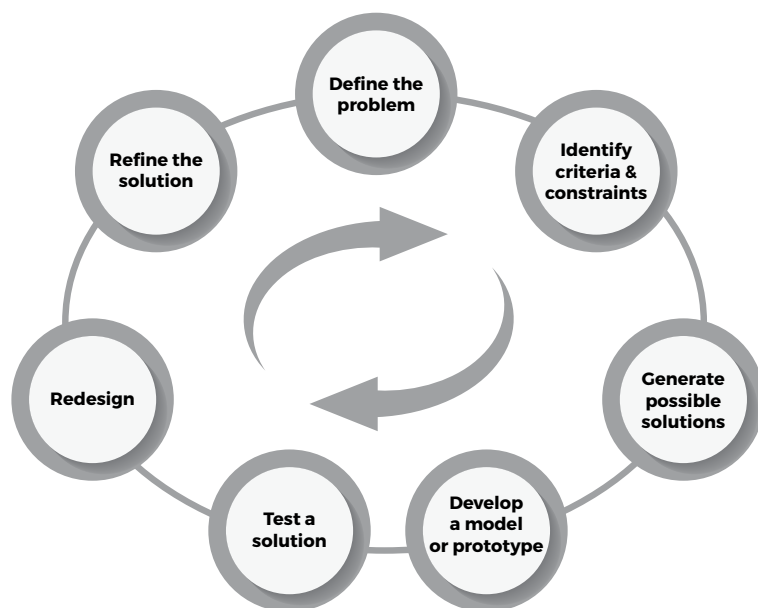 Define the
problem
Identify
criteria &
constraints
Generate
possible
solutions
Develop
a model
or prototype
Test a
solution
Redesign
Refine the
solution